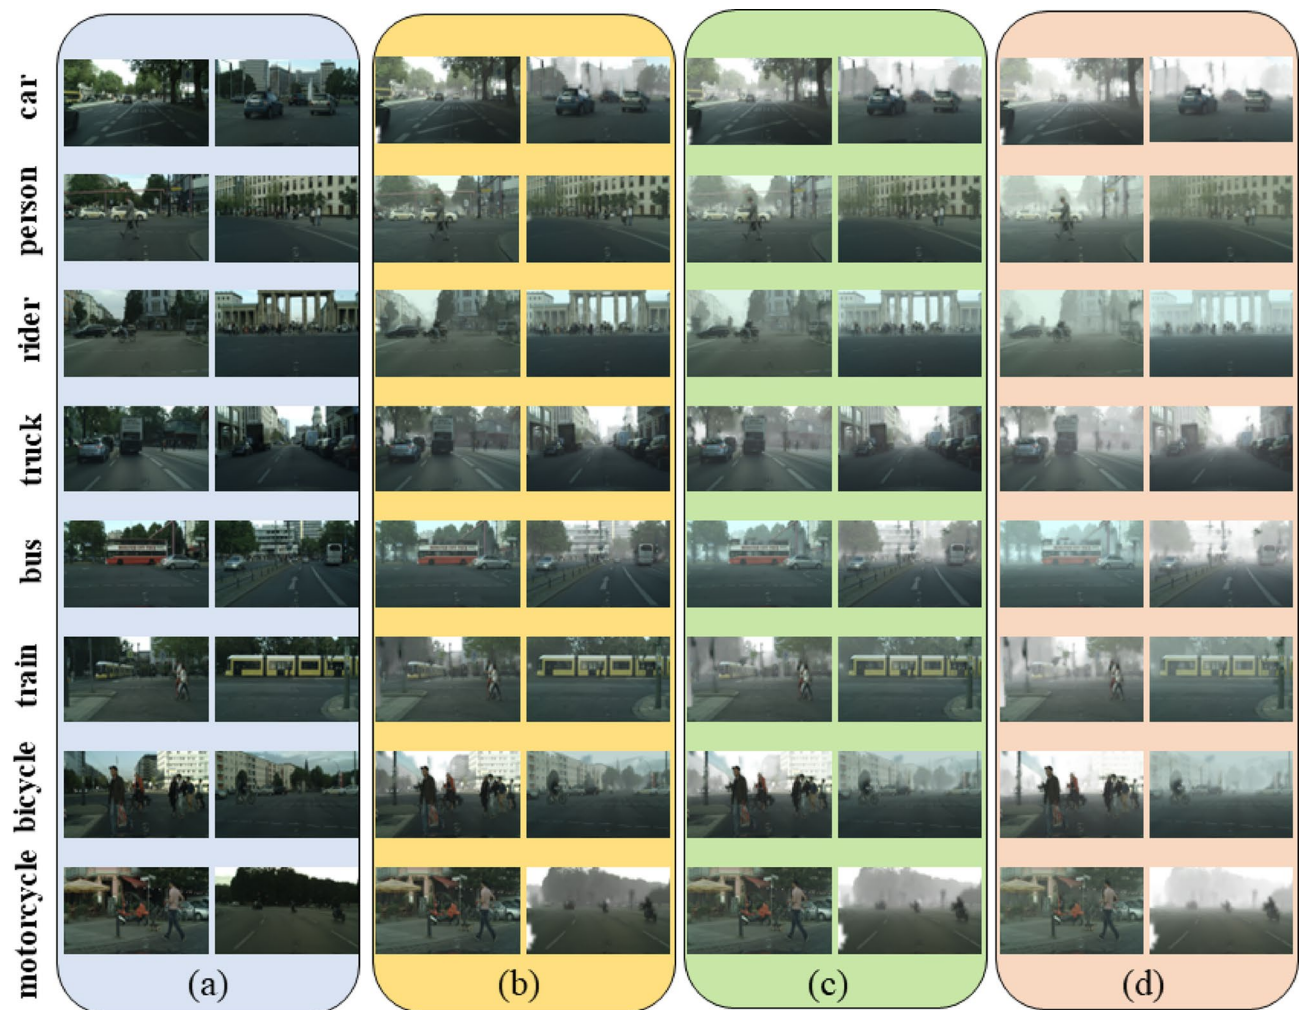 car
person
rider
truck
bus
train
bicycle
motorcycle
(a)
(b)
(c)
(d)